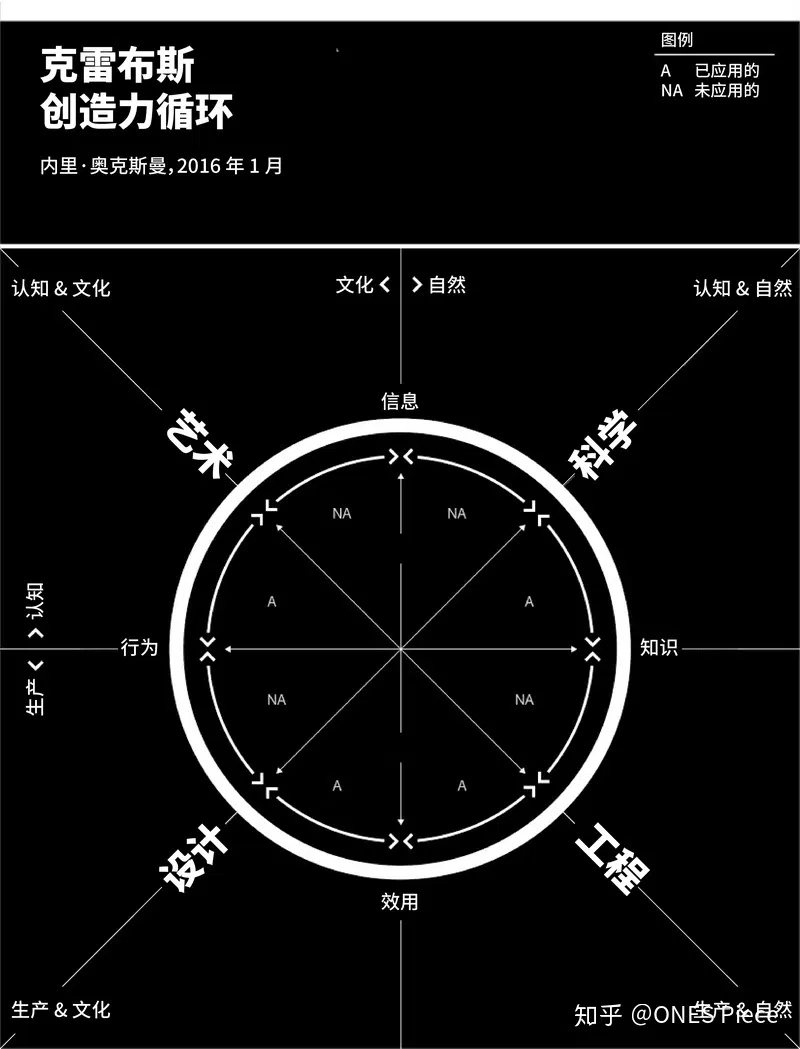 克雷布斯
创造力循环
内里·奥克斯曼,2016 年 1 月
图例
A 已应用的
NA 未应用的
认知 & 文化
文化
自然
认知 & 自然
信息
艺术
科学
NA
NA
A
A
生产
认知
行为
知识
NA
NA
A
A
设计
工程
效用
生产 & 文化
生产 & 自然
知乎 @ONES Piece